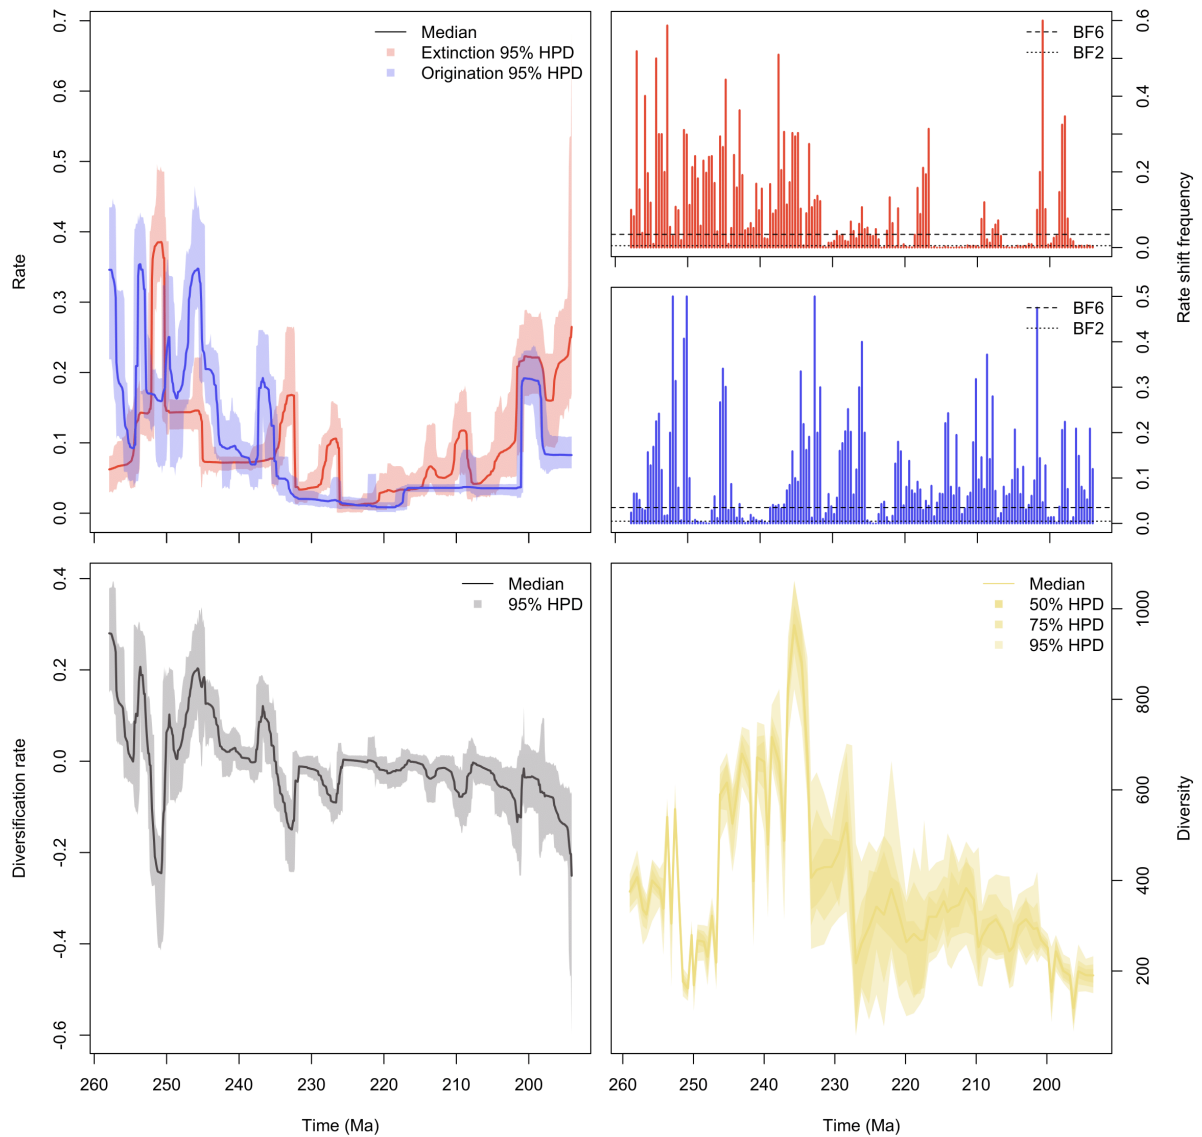 Rate
0.7
0.6
0.5
0.4
0.3
0.2
0.1
0.0
Median
Extinction 95% HPD
Origination 95% HPD
BF6
BF2
0.6
0.4
0.2
0.0
Rate shift frequency
BF6
BF2
0.5
0.4
0.3
0.2
0.1
0.0
Diversification rate
0.4
0.2
0.0
-0.2
-0.4
-0.6
Median
95% HPD
260 250 240 230 220 210 200
Time (Ma)
Median
50% HPD
75% HPD
95% HPD
1000
800
600
400
200
Diversity
260 250 240 230 220 210 200
Time (Ma)